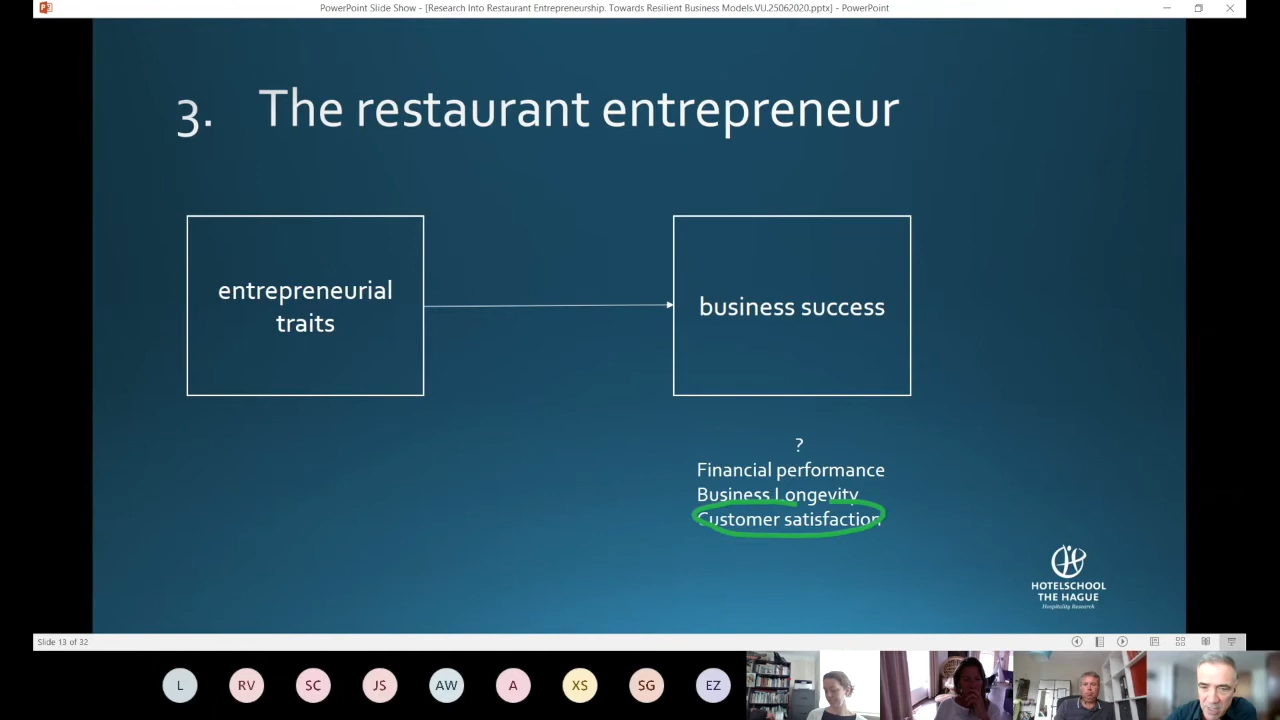 PowerPoint Slide Show - [Research Into Restaurant Entrepreneurship. Towards Resilient Business Models.VU.25062020.pptx] - PowerPoint
3. The restaurant entrepreneur
entrepreneurial
traits
business success
?
Financial performance
Business Longevity
Customer satisfaction
HOTELSCHOOL
THE HAGUE
Hospitality Research
Slide 13 of 32
L RV SC JS AW A XS SG EZ